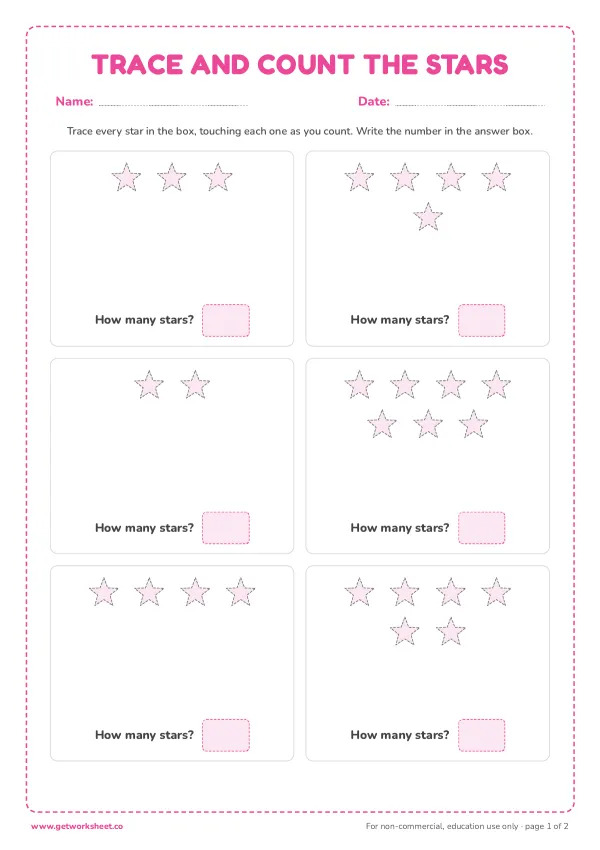 TRACE AND COUNT THE STARS
Name: Date:
Trace every star in the box, touching each one as you count. Write the number in the answer box.
How many stars? How many stars?
How many stars? How many stars?
How many stars? How many stars?
www.getworksheet.co For non-commercial, education use only · page 1 of 2